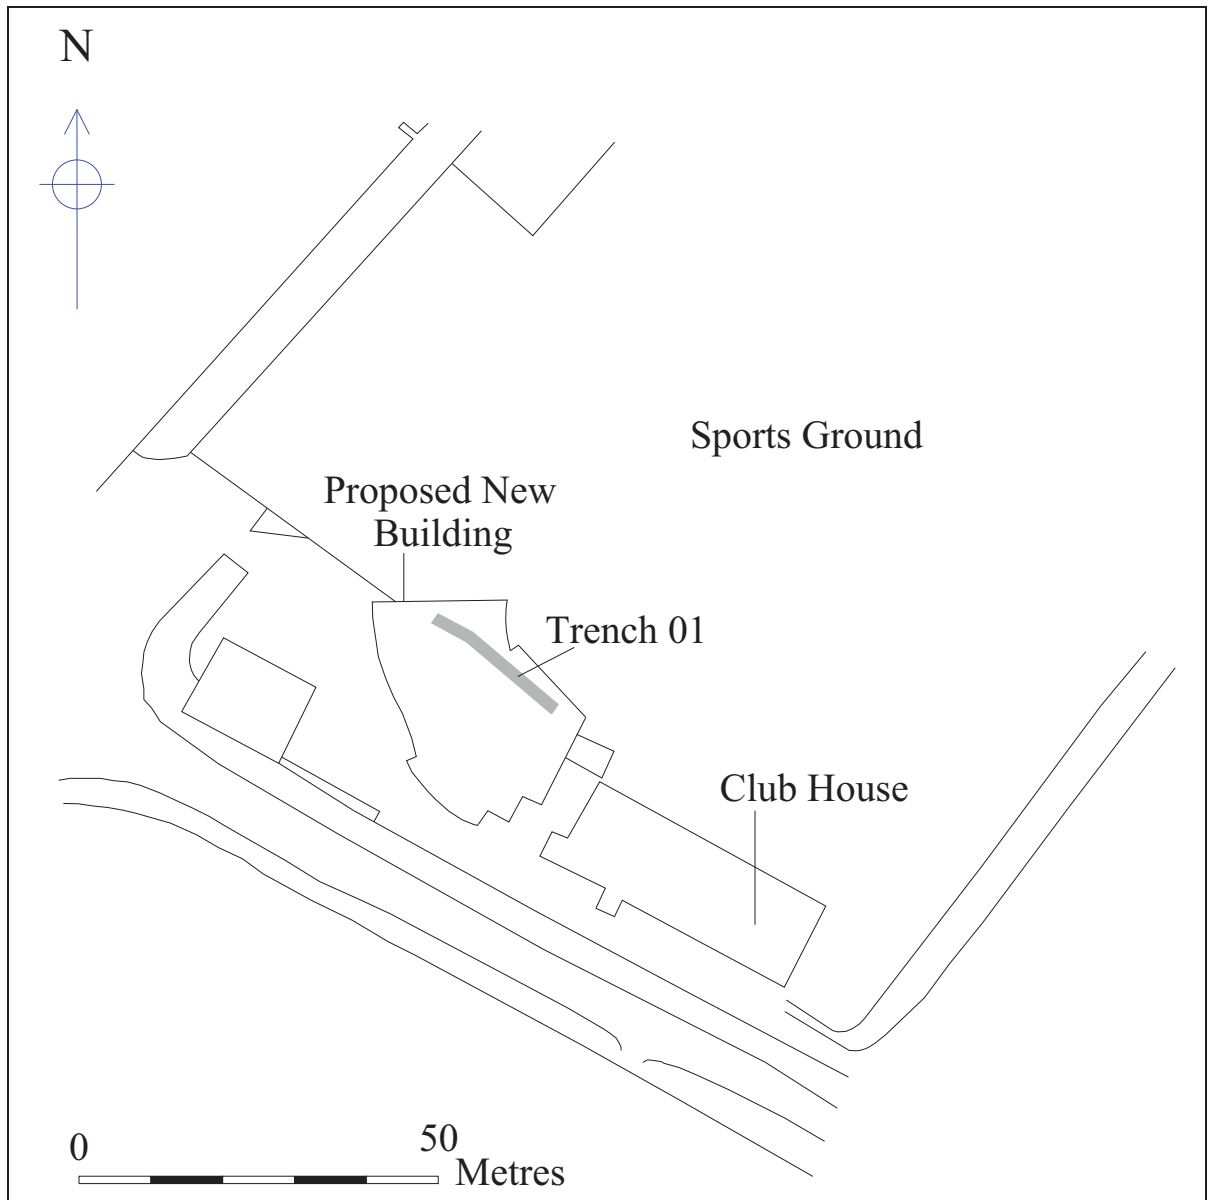 N
Sports Ground
Proposed New
Building
Trench 01
Club House
0 50
Metres